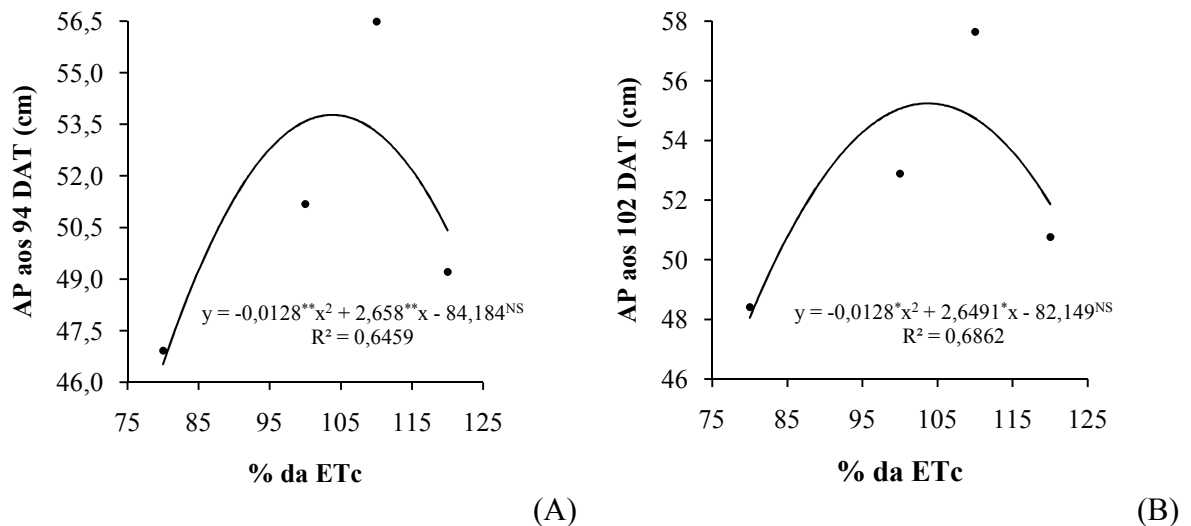 56,5
55,0
53,5
52,0
50,5
49,0
47,5
46,0
AP aos 94 DAT (cm)
y = -0,0128**x² + 2,658**x - 84,184NS
R² = 0,6459
75 85 95 105 115 125
% da ETc
(A)
58
56
54
52
50
48
46
AP aos 102 DAT (cm)
y = -0,0128*x² + 2,6491*x - 82,149NS
R² = 0,6862
75 85 95 105 115 125
% da ETc
(B)